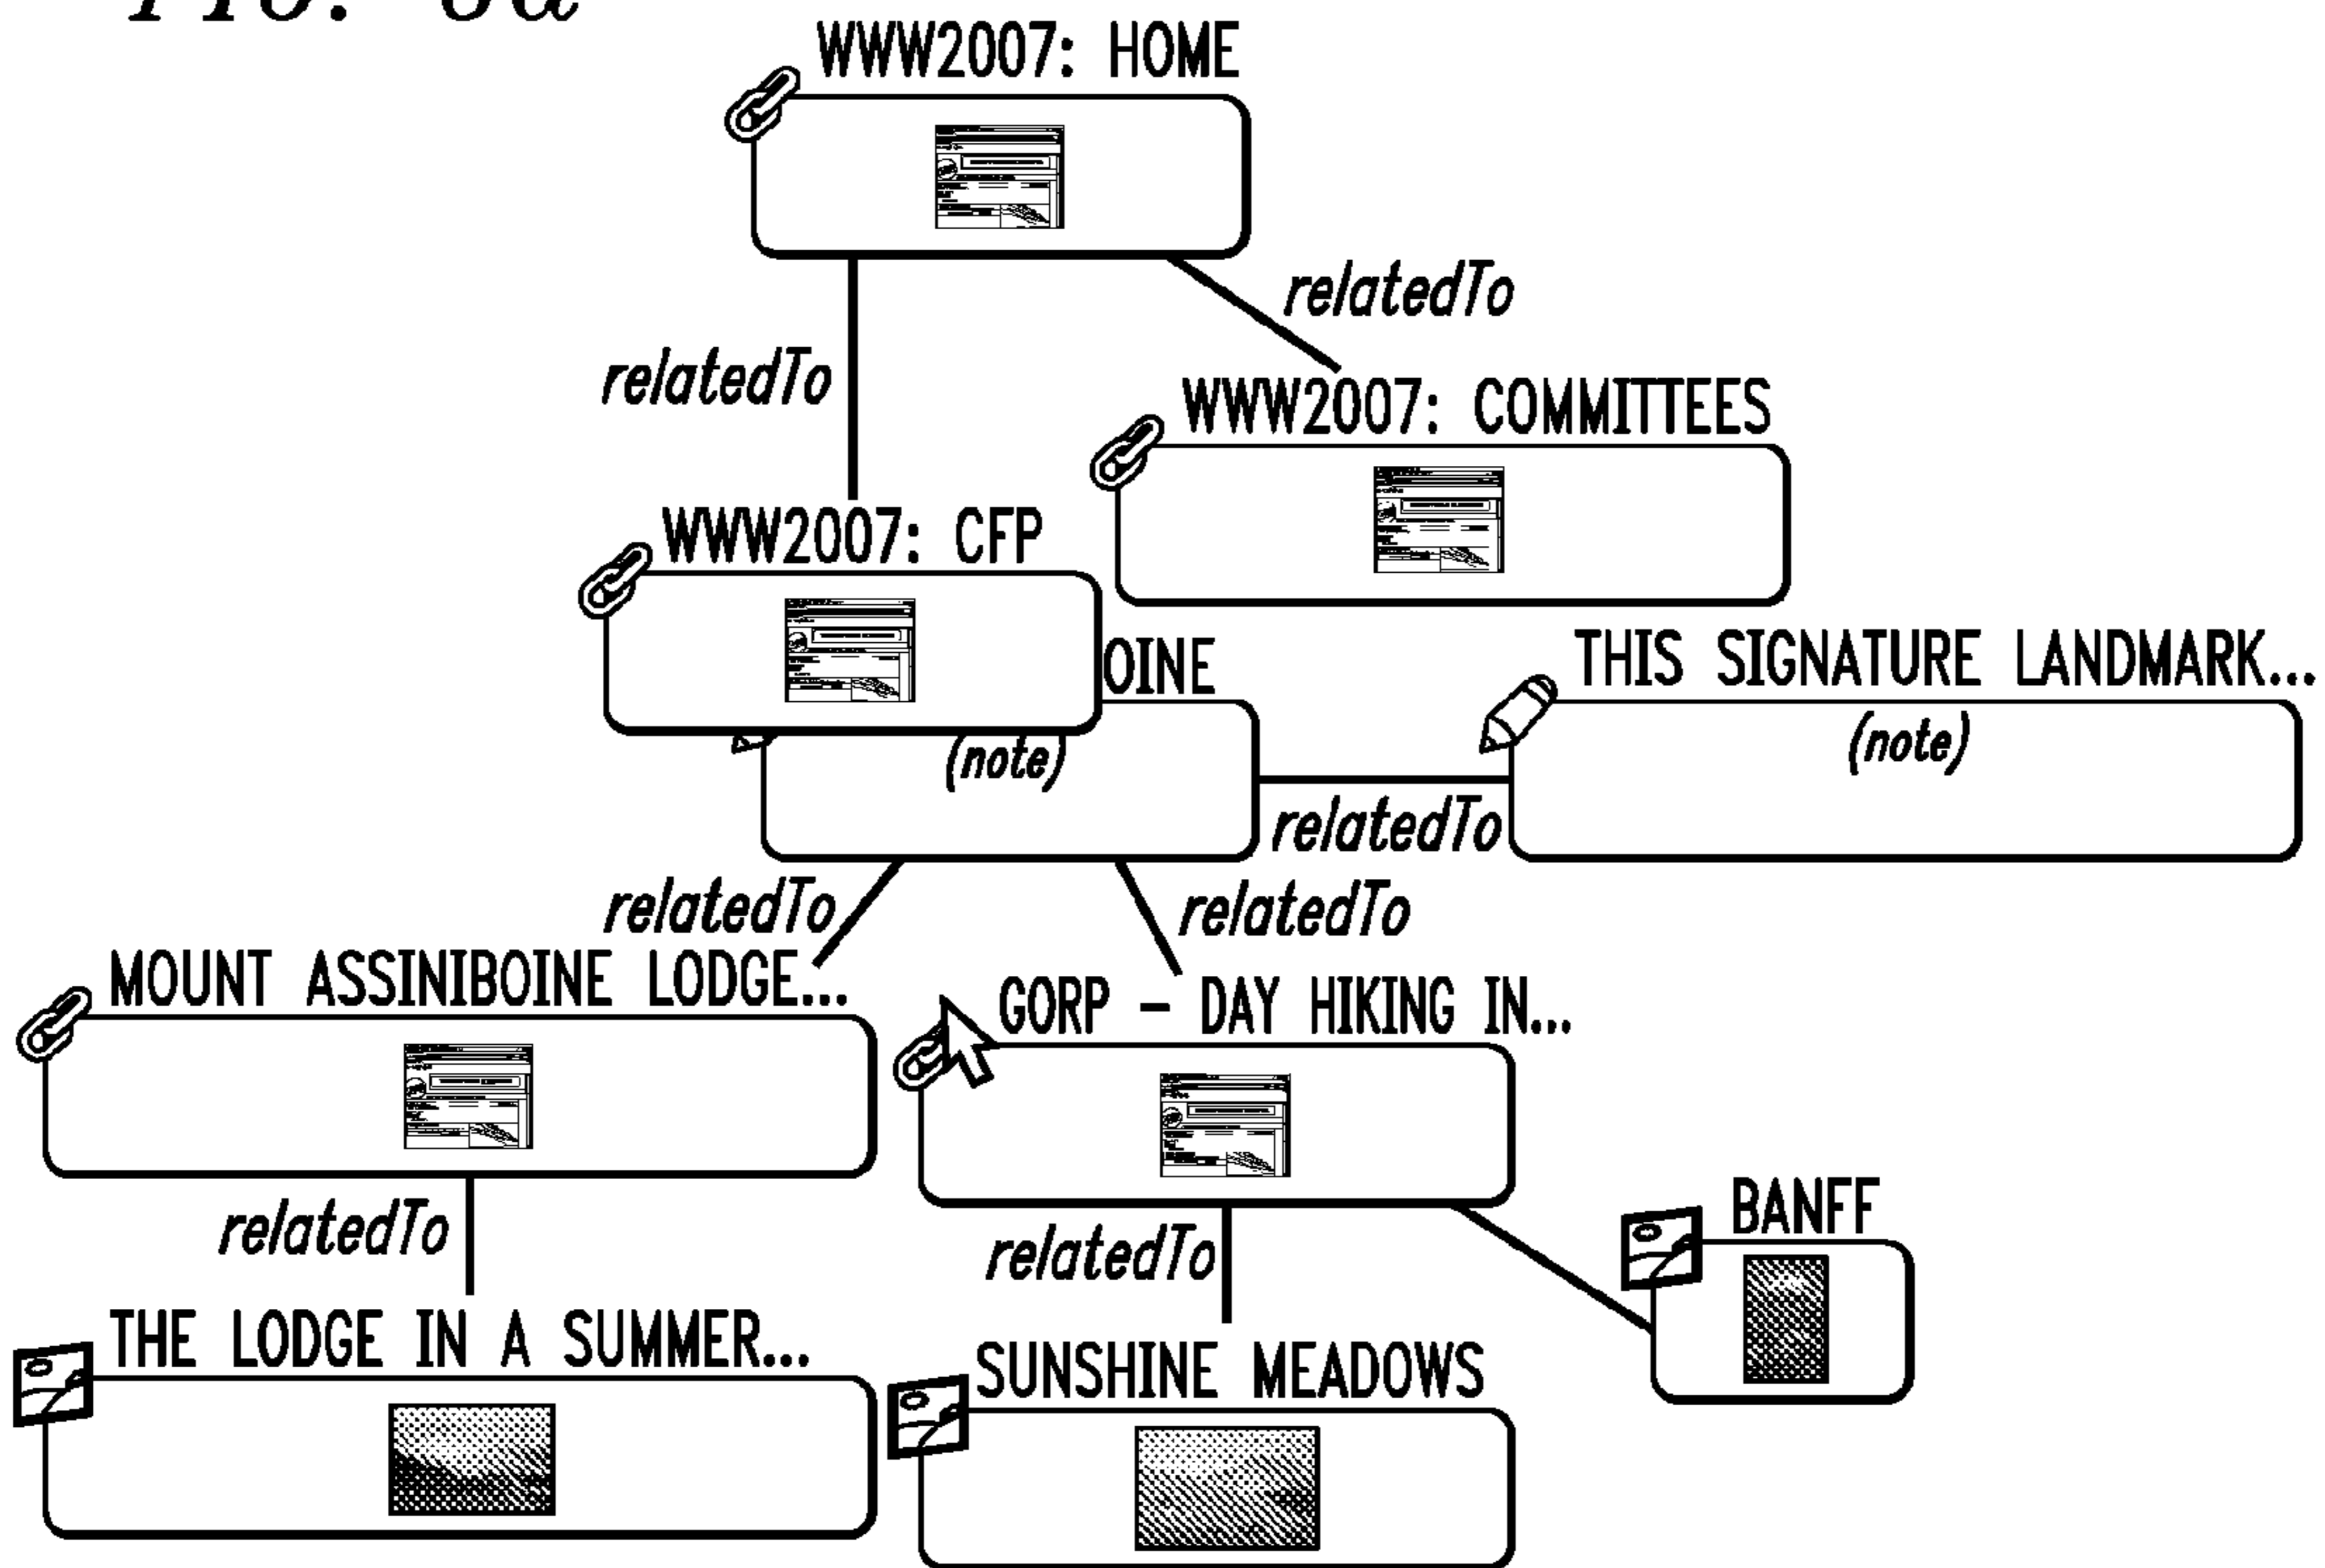 WWW2007: HOME
relatedTo
relatedTo
WWW2007: COMMITTEES
WWW2007: CFP
OINE
THIS SIGNATURE LANDMARK...
(note)
(note)
relatedTo
relatedTo
relatedTo
MOUNT ASSINIBOINE LODGE...
GORP - DAY HIKING IN...
relatedTo
relatedTo
BANFF
THE LODGE IN A SUMMER...
SUNSHINE MEADOWS